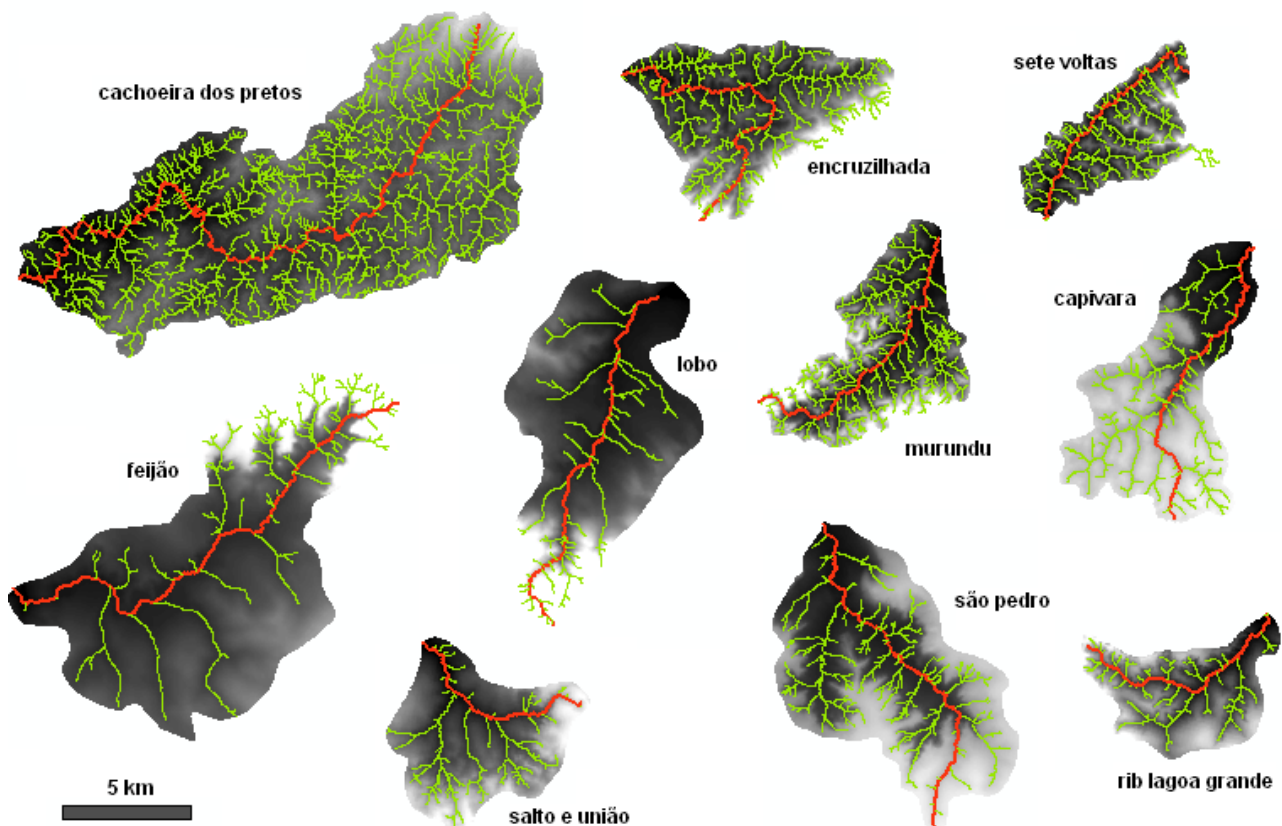 cachoeira dos pretos
encruzilhada
sete voltas
lobo
murundu
capivara
feijão
são pedro
salto e união
rib lagoa grande
5 km